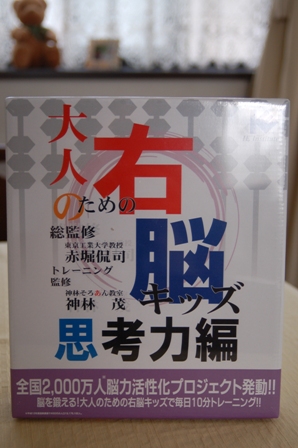 大人のための
右脳
キッズ
総監修
東京工業大学教授
赤堀侃司
トレーニング
監修
神林そろあん教室
神林 茂
思考力編
全国2,000万人脳力活性化プロジェクト発動!!
脳を鍛える!大人のための右脳キッズで毎日10分トレーニング!!